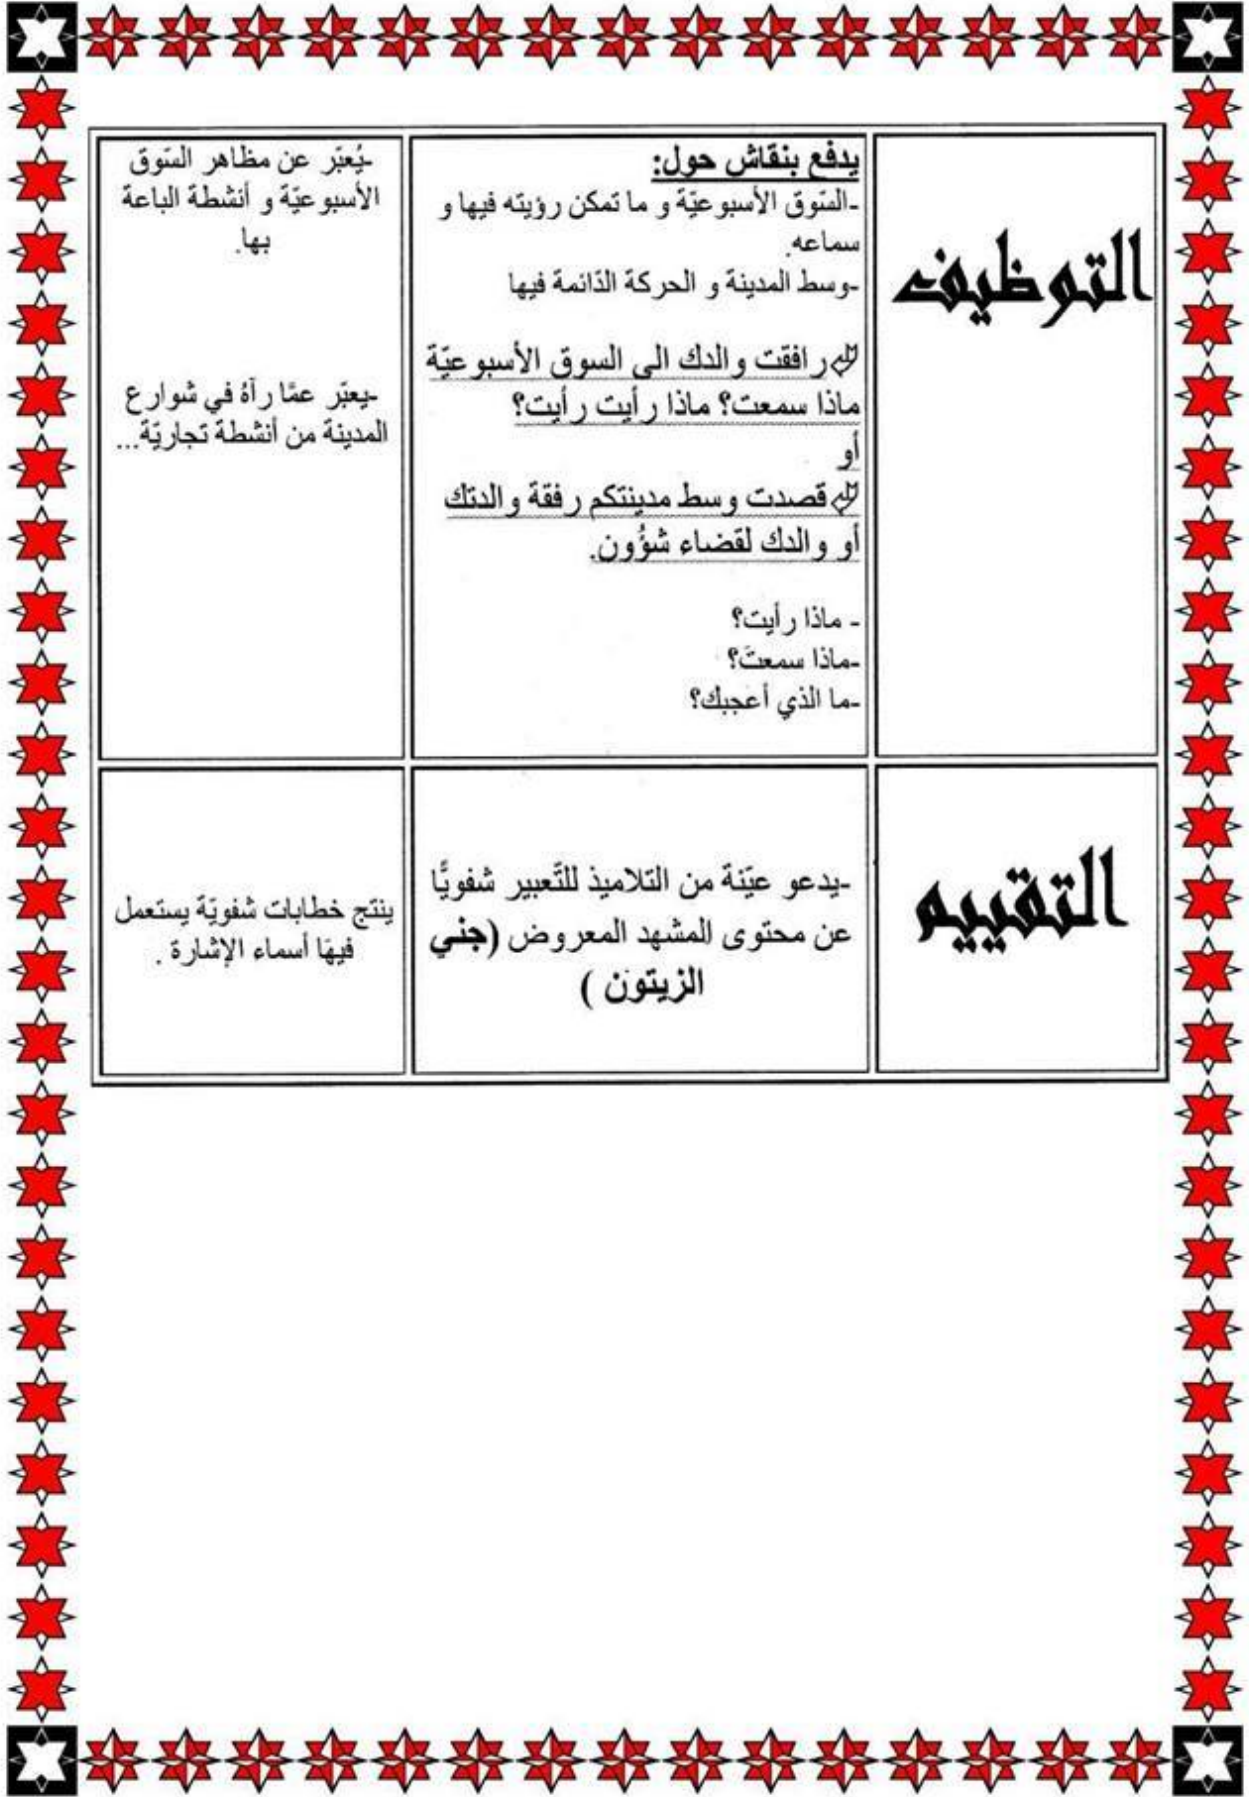 التوظيف
يدفع بنقاش حول:
-السّوق الأسبوعيّة و ما تمكن رؤيته فيها و
سماعه.
-وسط المدينة و الحركة الدّائمة فيها
رافقت والدك الى السوق الأسبوعيّة
ماذا سمعت؟ ماذا رأيت رأيت؟
أو
قصدت وسط مدينتكم رفقة والدتك
أو والدك لقضاء شؤُون.
- ماذا رأيت؟
-ماذا سمعتَ؟
-ما الذي أعجبك؟
-يُعبّر عن مظاهر السّوق
الأسبوعيّة و أنشطة الباعة
بها.
-يعبّر عمَّا رآهُ في شوارع
المدينة من أنشطة تجاريّة...
التقييم
-يدعو عيّنة من التلاميذ للتّعبير شفويًّا
عن محتوى المشهد المعروض (جني
الزيتون )
ينتج خطابات شفويّة يستعمل
فيها أسماء الإشارة .